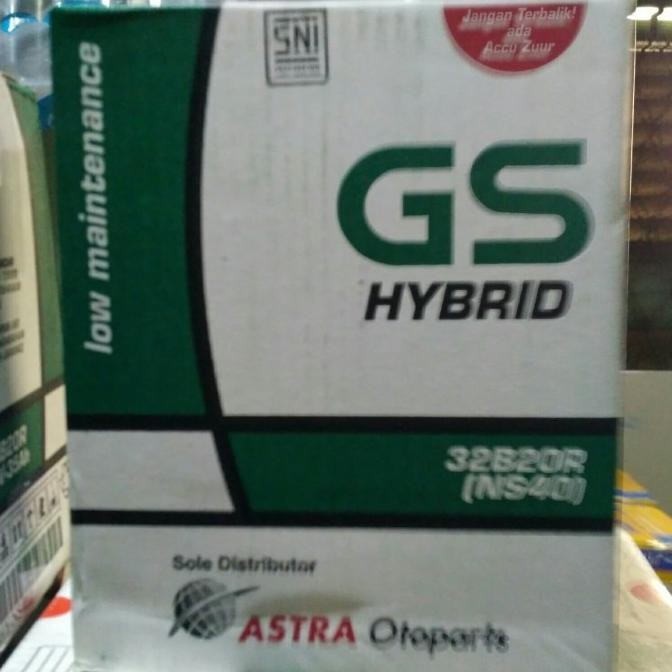 Jangan Terbalik!
ada
Accu Zuur
SNI
low maintenance
GS
HYBRID
32B20R
(NS40)
Sole Distributor
ASTRA Otoparts